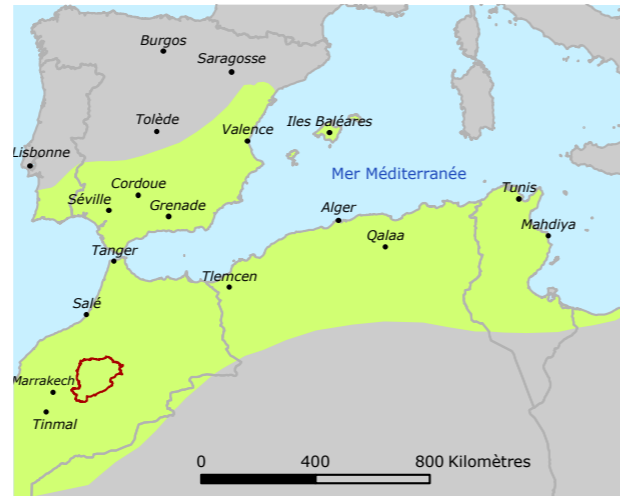 Burgos
Saragosse
Tolède
Valence
Iles Baléares
Lisbonne
Mer Méditerranée
Cordoue
Séville
Grenade
Tunis
Alger
Mahdiya
Tanger
Qalaa
Tlemcen
Salé
Marrakech
Tinmal
0 400 800 Kilomètres